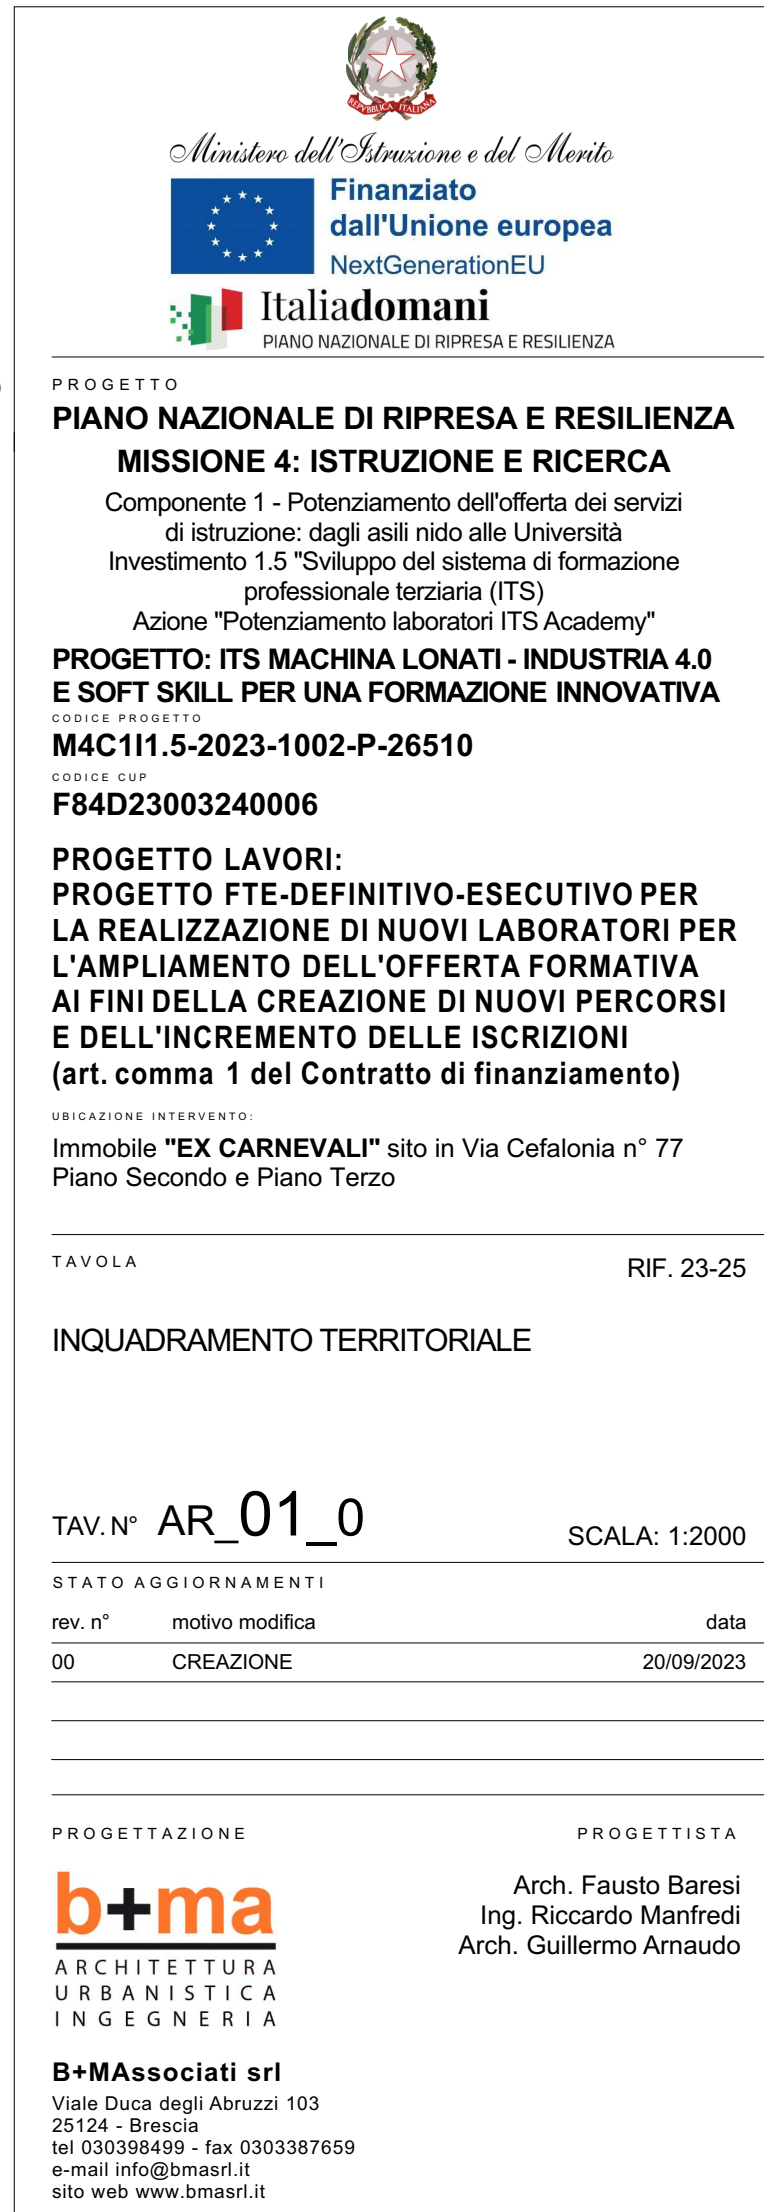 REPVBBLICA ITALIANA
Ministero dell'Istruzione e del Merito
Finanziato
dall'Unione europea
NextGenerationEU
Italiadomani
PIANO NAZIONALE DI RIPRESA E RESILIENZA
PROGETTO
PIANO NAZIONALE DI RIPRESA E RESILIENZA
MISSIONE 4: ISTRUZIONE E RICERCA
Componente 1 - Potenziamento dell'offerta dei servizi
di istruzione: dagli asili nido alle Università
Investimento 1.5 "Sviluppo del sistema di formazione
professionale terziaria (ITS)
Azione "Potenziamento laboratori ITS Academy"
PROGETTO: ITS MACHINA LONATI - INDUSTRIA 4.0
E SOFT SKILL PER UNA FORMAZIONE INNOVATIVA
CODICE PROGETTO
M4C1I1.5-2023-1002-P-26510
CODICE CUP
F84D23003240006
PROGETTO LAVORI:
PROGETTO FTE-DEFINITIVO-ESECUTIVO PER
LA REALIZZAZIONE DI NUOVI LABORATORI PER
L'AMPLIAMENTO DELL'OFFERTA FORMATIVA
AI FINI DELLA CREAZIONE DI NUOVI PERCORSI
E DELL'INCREMENTO DELLE ISCRIZIONI
(art. comma 1 del Contratto di finanziamento)
UBICAZIONE INTERVENTO:
Immobile "EX CARNEVALI" sito in Via Cefalonia n° 77
Piano Secondo e Piano Terzo
TAVOLA RIF. 23-25
INQUADRAMENTO TERRITORIALE
TAV. N° AR_01_0 SCALA: 1:2000
STATO AGGIORNAMENTI
rev. n° motivo modifica data
00 CREAZIONE 20/09/2023
PROGETTAZIONE PROGETTISTA
b+ma
ARCHITETTURA
URBANISTICA
INGEGNERIA
Arch. Fausto Baresi
Ing. Riccardo Manfredi
Arch. Guillermo Arnaudo
B+MAssociati srl
Viale Duca degli Abruzzi 103
25124 - Brescia
tel 030398499 - fax 0303387659
e-mail info@bmasrl.it
sito web www.bmasrl.it